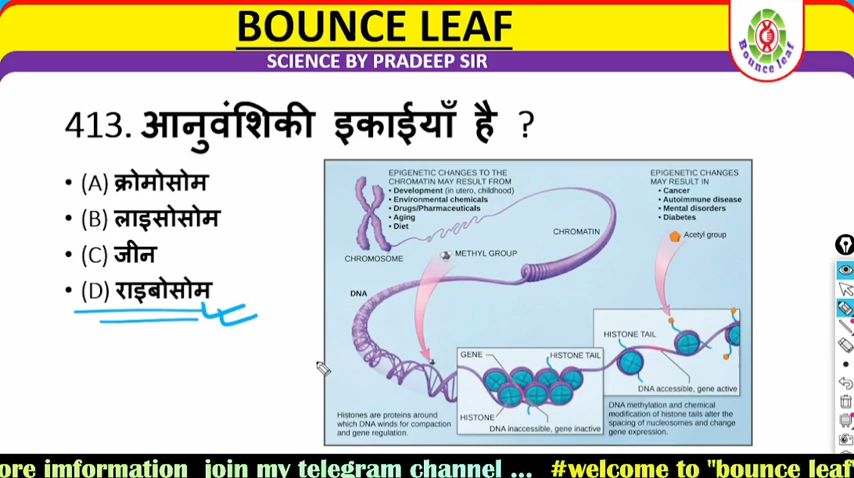 BOUNCE LEAF
SCIENCE BY PRADEEP SIR
Bounce leaf
413. आनुवंशिकी इकाईयाँ है ?
• (A) क्रोमोसोम
• (B) लाइसोसोम
• (C) जीन
• (D) राइबोसोम
EPIGENETIC CHANGES TO THE
CHROMATIN MAY RESULT FROM
• Development (in utero, childhood)
• Environmental chemicals
• Drugs/Pharmaceuticals
• Aging
• Diet
EPIGENETIC CHANGES
MAY RESULT IN
• Cancer
• Autoimmune disease
• Mental disorders
• Diabetes
Acetyl group
CHROMATIN
METHYL GROUP
CHROMOSOME
DNA
HISTONE TAIL
GENE
HISTONE TAIL
DNA accessible, gene active
HISTONE
DNA inaccessible, gene inactive
Histones are proteins around
which DNA winds for compaction
and gene regulation.
DNA methylation and chemical
modification of histone tails alter the
spacing of nucleosomes and change
gene expression.
ore imformation join my telegram channel ... #welcome to "bounce leaf"